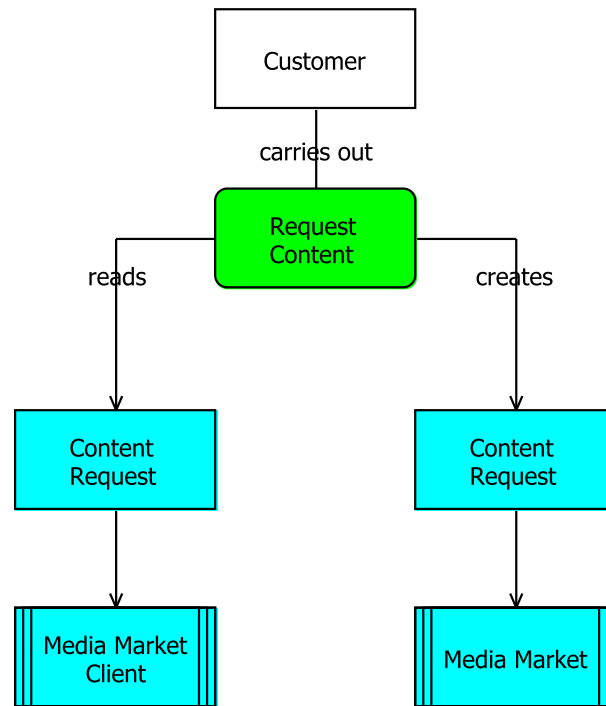 Customer
carries out
Request
Content
reads
creates
Content
Request
Content
Request
Media Market
Client
Media Market